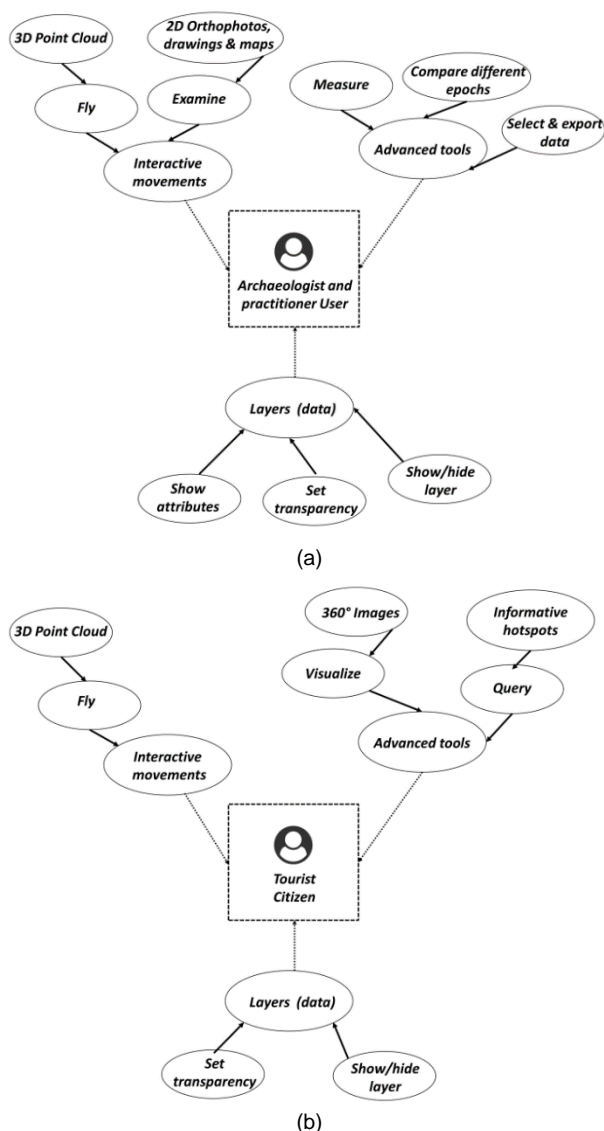 3D Point Cloud
2D Orthophotos,
drawings & maps
Fly
Examine
Interactive
movements
Measure
Compare different
epochs
Select & export
data
Advanced tools
Archaeologist and
practitioner User
Layers (data)
Show
attributes
Set
transparency
Show/hide
layer
(a)
3D Point Cloud
Fly
Interactive
movements
360° Images
Visualize
Informative
hotspots
Query
Advanced tools
Tourist
Citizen
Layers (data)
Set
transparency
Show/hide
layer
(b)